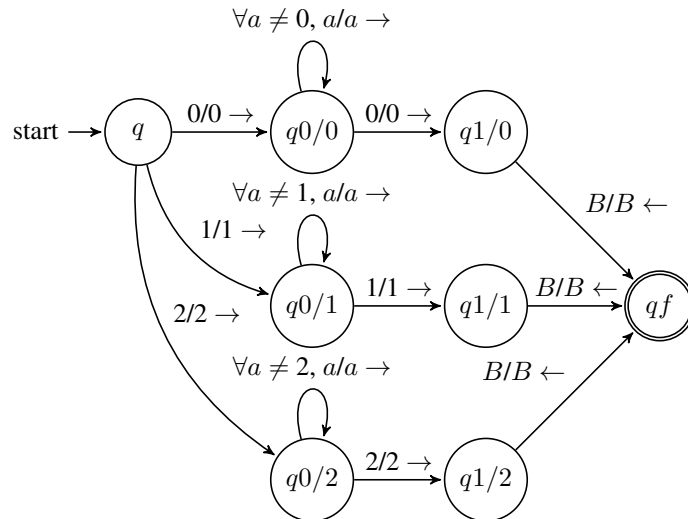 ∀a ≠ 0, a/a →
start q 0/0 → q0/0 0/0 → q1/0
∀a ≠ 1, a/a → B/B ←
1/1 →
2/2 → q0/1 1/1 → q1/1 B/B ← qf
∀a ≠ 2, a/a → B/B ←
q0/2 2/2 → q1/2